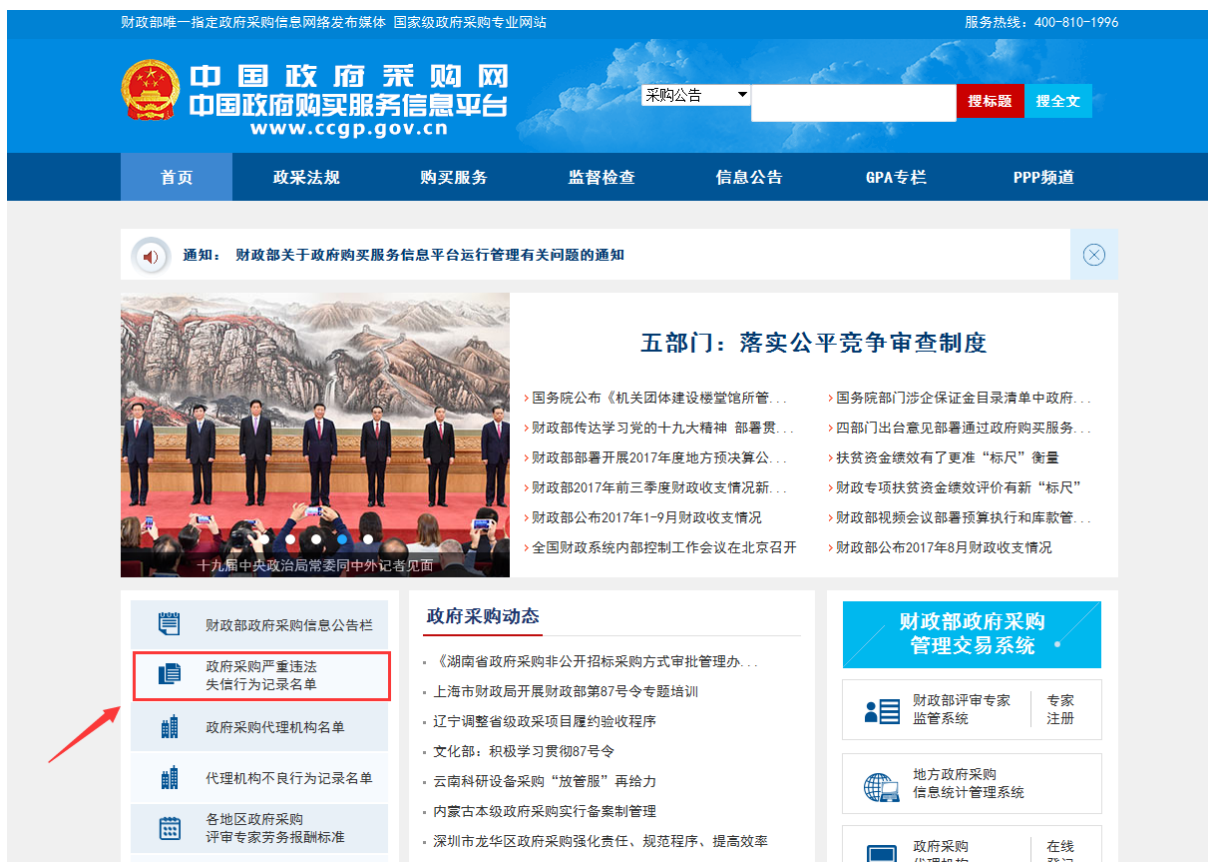 财政部唯一指定政府采购信息网络发布媒体 国家级政府采购专业网站
服务热线：400-810-1996
中国政府采购网
中国政府购买服务信息平台
www.ccgp.gov.cn
采购公告
搜标题
搜全文
首页
政采法规
购买服务
监督检查
信息公告
GPA专栏
PPP频道
通知： 财政部关于政府购买服务信息平台运行管理有关问题的通知
十九届中央政治局常委同中外记者见面
五部门：落实公平竞争审查制度
国务院公布《机关团体建设楼堂馆所管...
财政部传达学习党的十九大精神 部署贯...
财政部部署开展2017年度地方预决算公...
财政部2017年前三季度财政收支情况新...
财政部公布2017年1-9月财政收支情况
全国财政系统内部控制工作会议在北京召开
国务院部门涉企保证金目录清单中政府...
四部门出台意见部署通过政府购买服务...
扶贫资金绩效有了更准“标尺”衡量
财政专项扶贫资金绩效评价有新“标尺”
财政部视频会议部署预算执行和库款管...
财政部公布2017年8月财政收支情况
财政部政府采购信息公告栏
政府采购严重违法
失信行为记录名单
政府采购代理机构名单
代理机构不良行为记录名单
各地区政府采购
评审专家劳务报酬标准
政府采购动态
《湖南省政府采购非公开招标采购方式审批管理办...
上海市财政局开展财政部第87号令专题培训
辽宁调整省级政采项目履约验收程序
文化部：积极学习贯彻87号令
云南科研设备采购“放管服”再给力
内蒙古本级政府采购实行备案制管理
深圳市龙华区政府采购强化责任、规范程序、提高效率
财政部政府采购
管理交易系统
财政部评审专家
监管系统
专家
注册
地方政府采购
信息统计管理系统
政府采购
在线